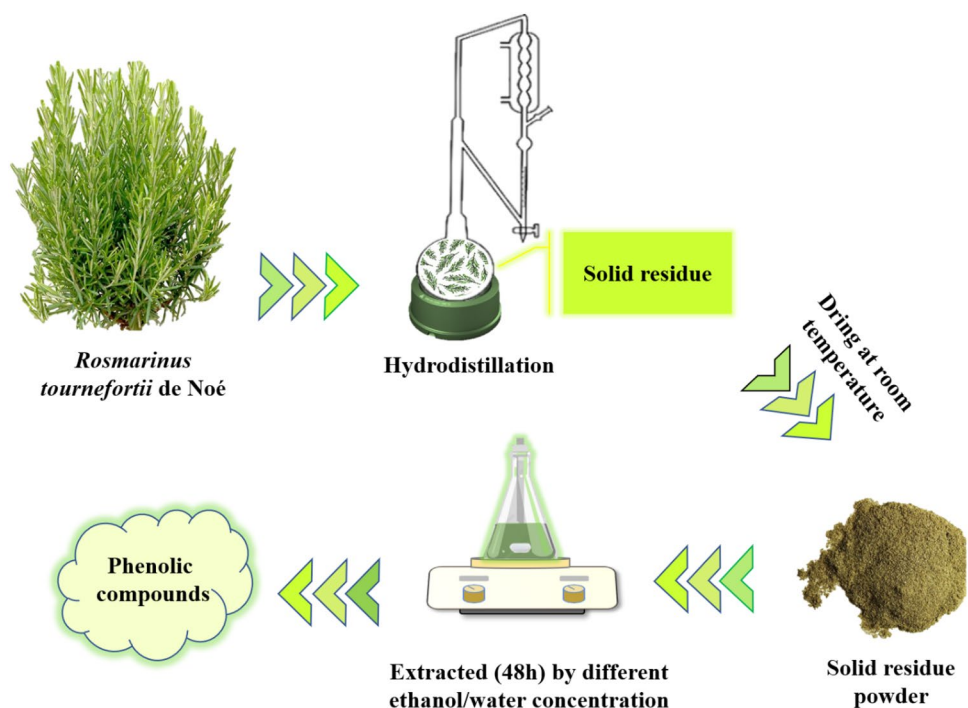 Rosmarinus
tournefortii de Noé
Hydrodistillation
Solid residue
Dring at room
temperature
Solid residue
powder
Extracted (48h) by different
ethanol/water concentration
Phenolic
compounds